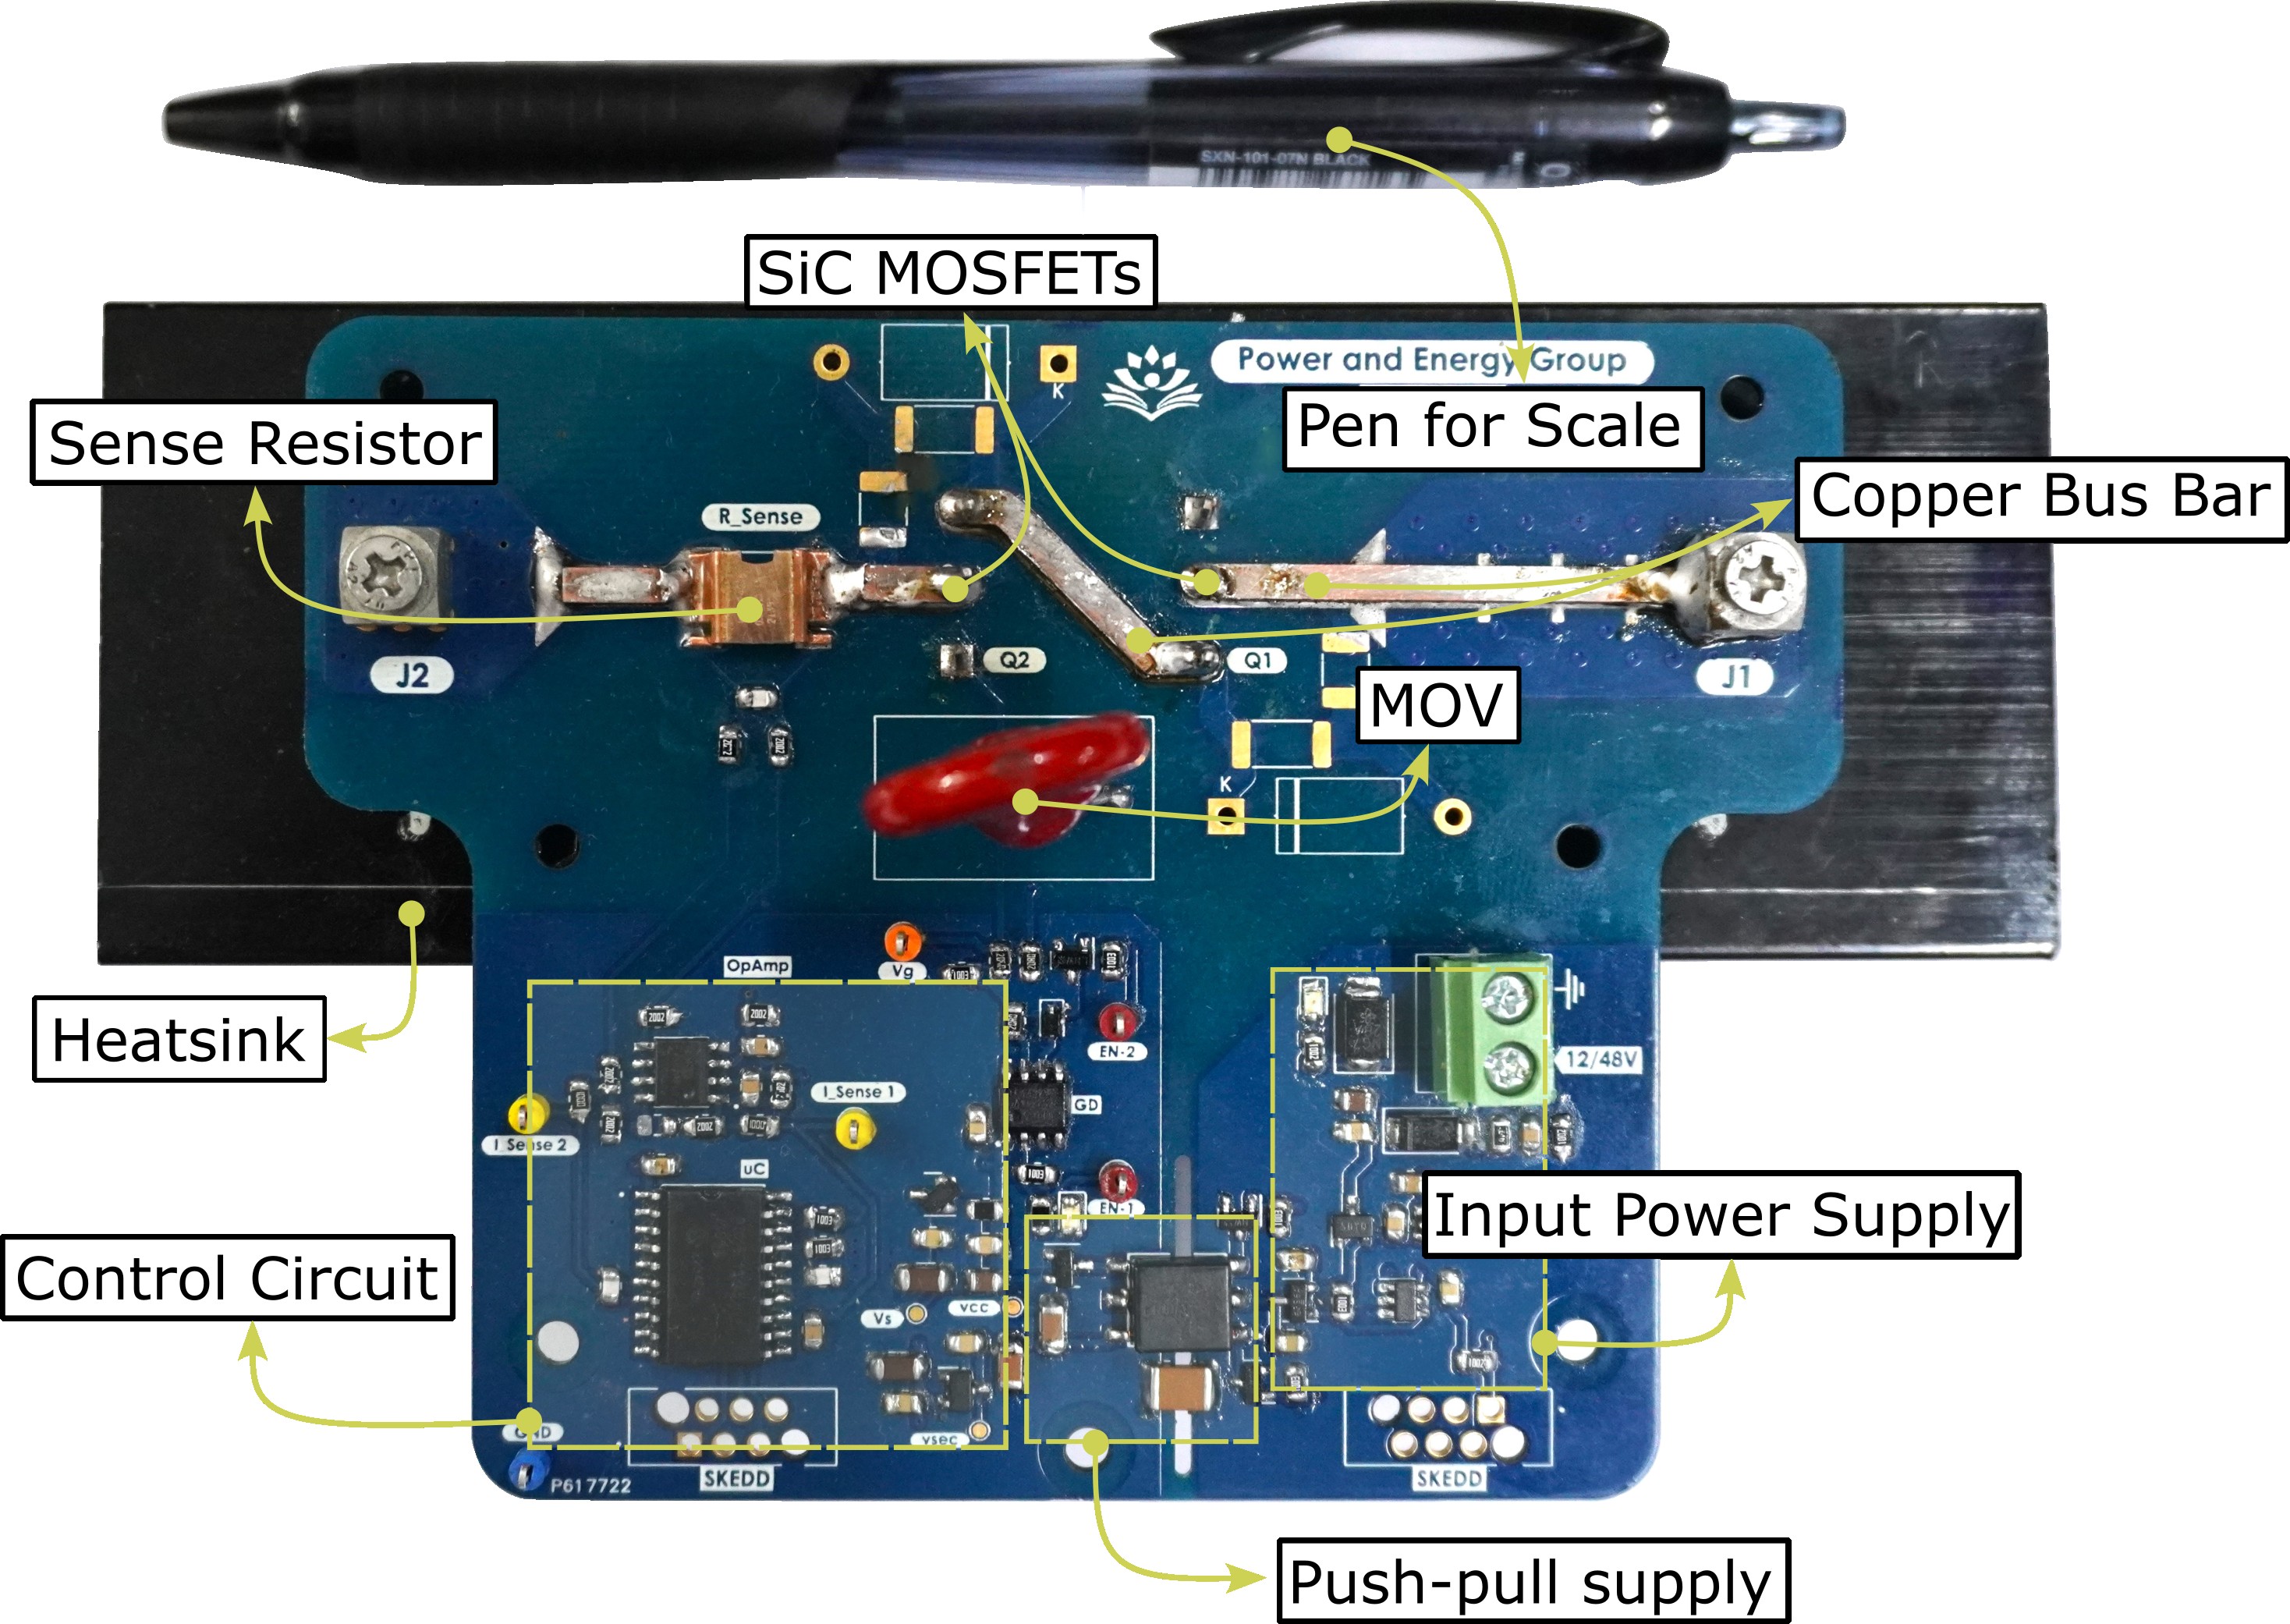 SXN-101-07N BLACK
SiC MOSFETs
Power and Energy Group
K
Pen for Scale
Sense Resistor
Copper Bus Bar
R_Sense
J2
Q2
Q1
J1
MOV
K
OpAmp
Vg
Heatsink
EN-2
12/48V
I_Sense 1
GD
I_Sense 2
uC
EN-1
Input Power Supply
Control Circuit
Vs
vcc
GND
vsec
SKEDD
SKEDD
P617722
Push-pull supply